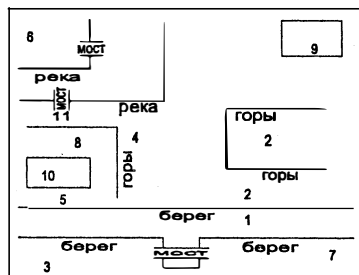 6
мост
9
река
мост
11
река
4
горы
8
горы
2
10
горы
5
2
берег
1
берег
мост
берег
3
7